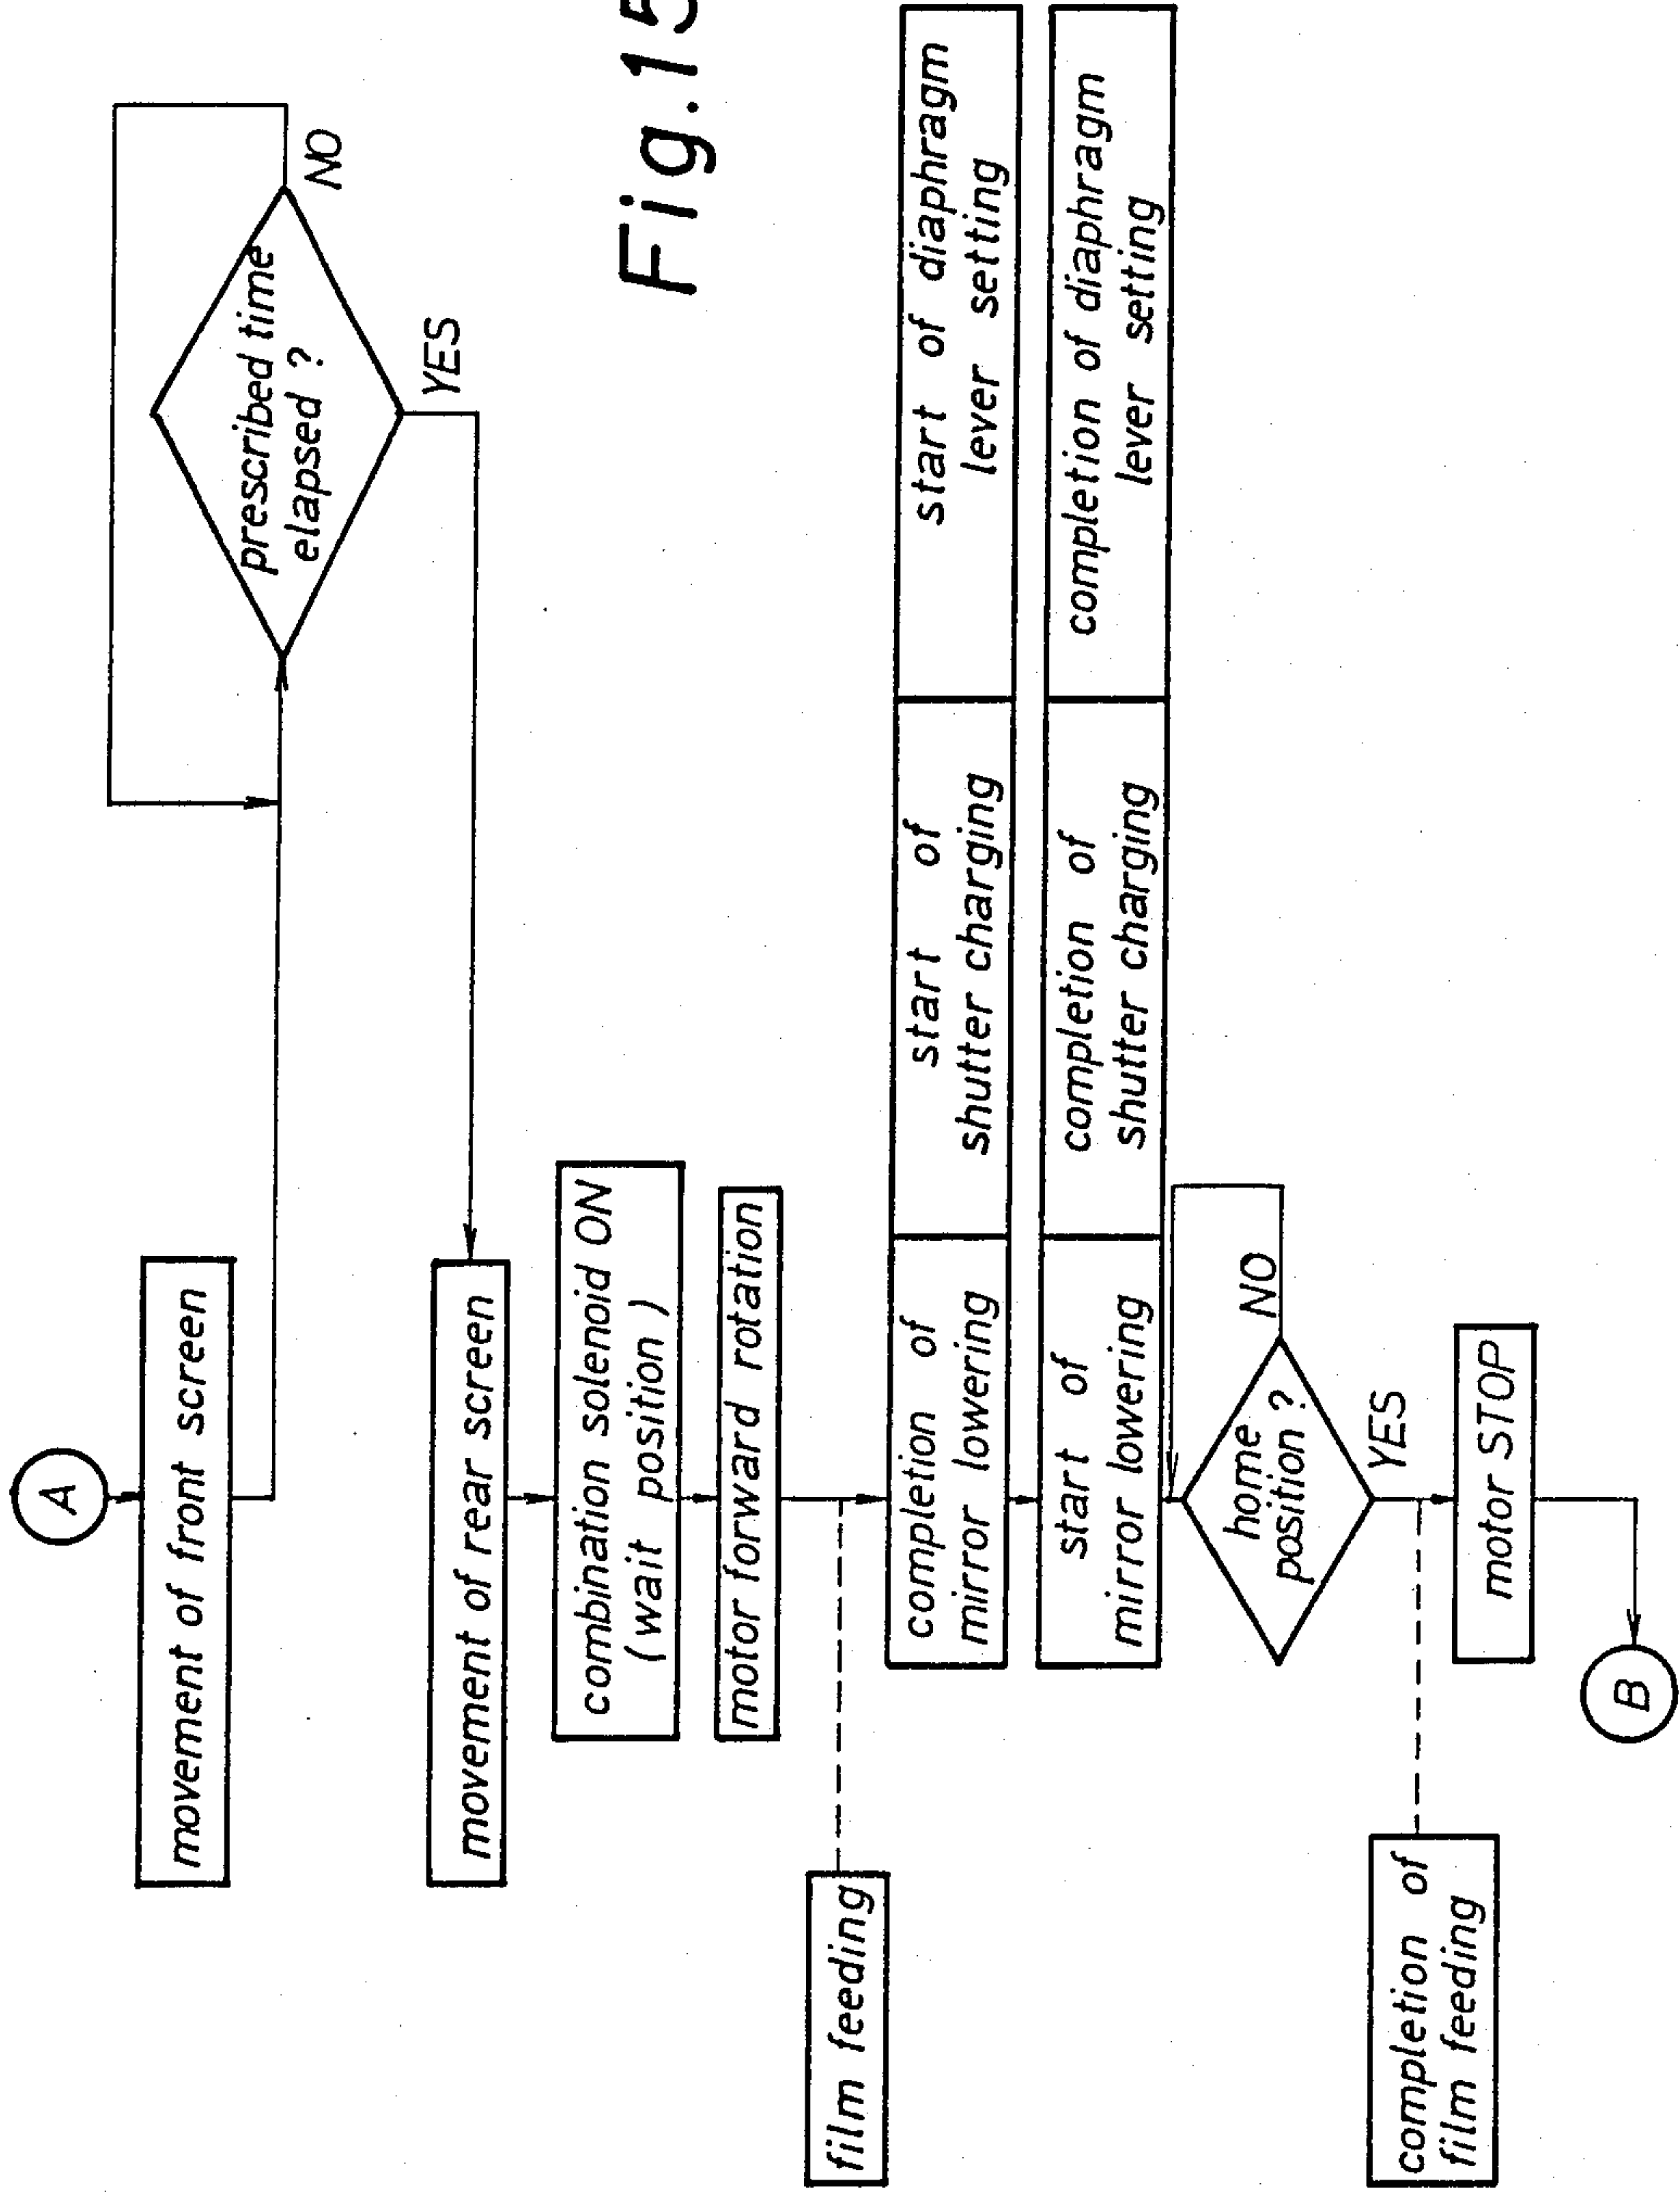 Fig.15
A
movement of front screen
prescribed time
elapsed ?
NO
YES
movement of rear screen
combination solenoid ON
(wait position)
motor forward rotation
film feeding
completion of
mirror lowering
start of
shutter charging
start of diaphragm
lever setting
start of
mirror lowering
completion of
shutter charging
completion of diaphragm
lever setting
home
position ?
NO
YES
completion of
film feeding
motor STOP
B